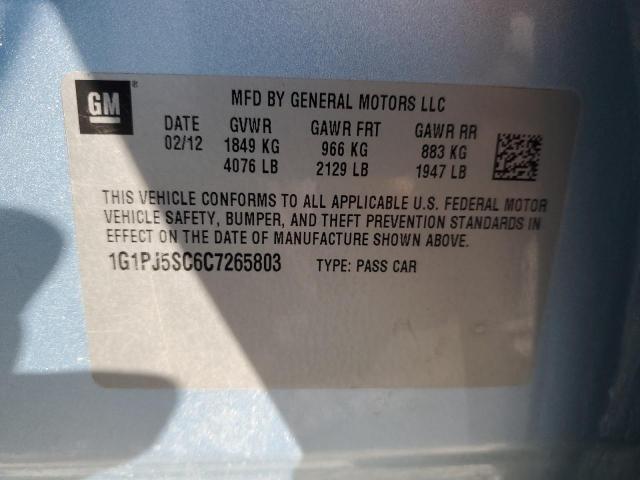 GM®
MFD BY GENERAL MOTORS LLC
DATE GVWR GAWR FRT GAWR RR
02/12 1849 KG 966 KG 883 KG
4076 LB 2129 LB 1947 LB
THIS VEHICLE CONFORMS TO ALL APPLICABLE U.S. FEDERAL MOTOR
VEHICLE SAFETY, BUMPER, AND THEFT PREVENTION STANDARDS IN
EFFECT ON THE DATE OF MANUFACTURE SHOWN ABOVE.
1G1PJ5SC6C7265803 TYPE: PASS CAR